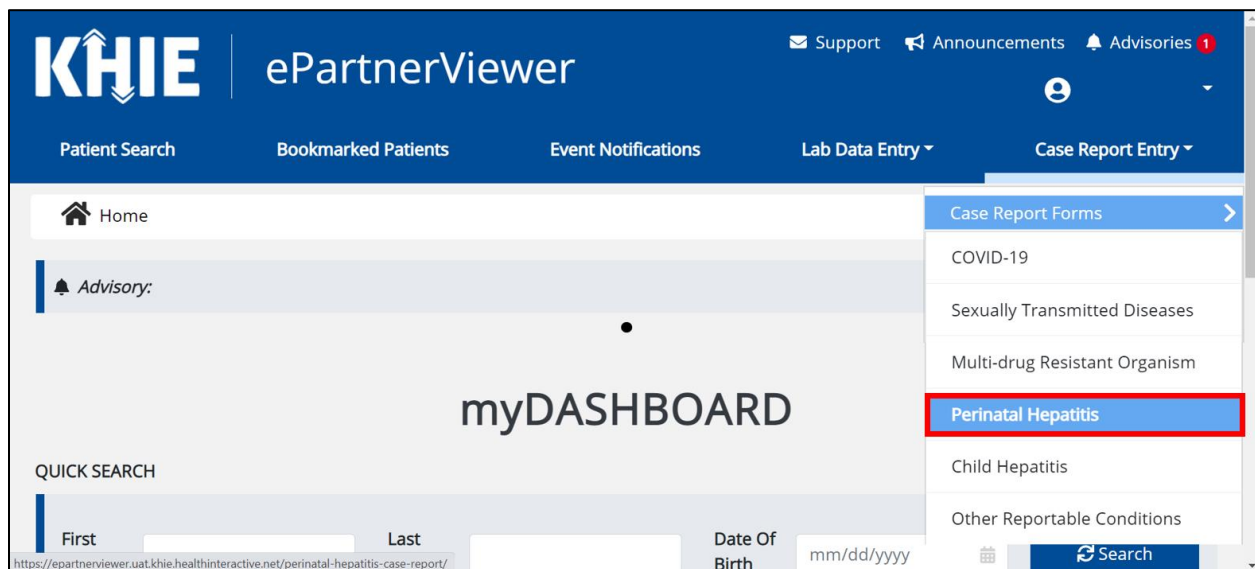 KHIE
ePartnerViewer
Support
Announcements
Advisories 1
Patient Search
Bookmarked Patients
Event Notifications
Lab Data Entry
Case Report Entry
Home
Case Report Forms
COVID-19
Advisory:
Sexually Transmitted Diseases
Multi-drug Resistant Organism
myDASHBOARD
Perinatal Hepatitis
QUICK SEARCH
Child Hepatitis
Other Reportable Conditions
First
Last
Date Of
Birth
mm/dd/yyyy
Search
https://epartnerviewer.uat.khie.healthinteractive.net/perinatal-hepatitis-case-report/